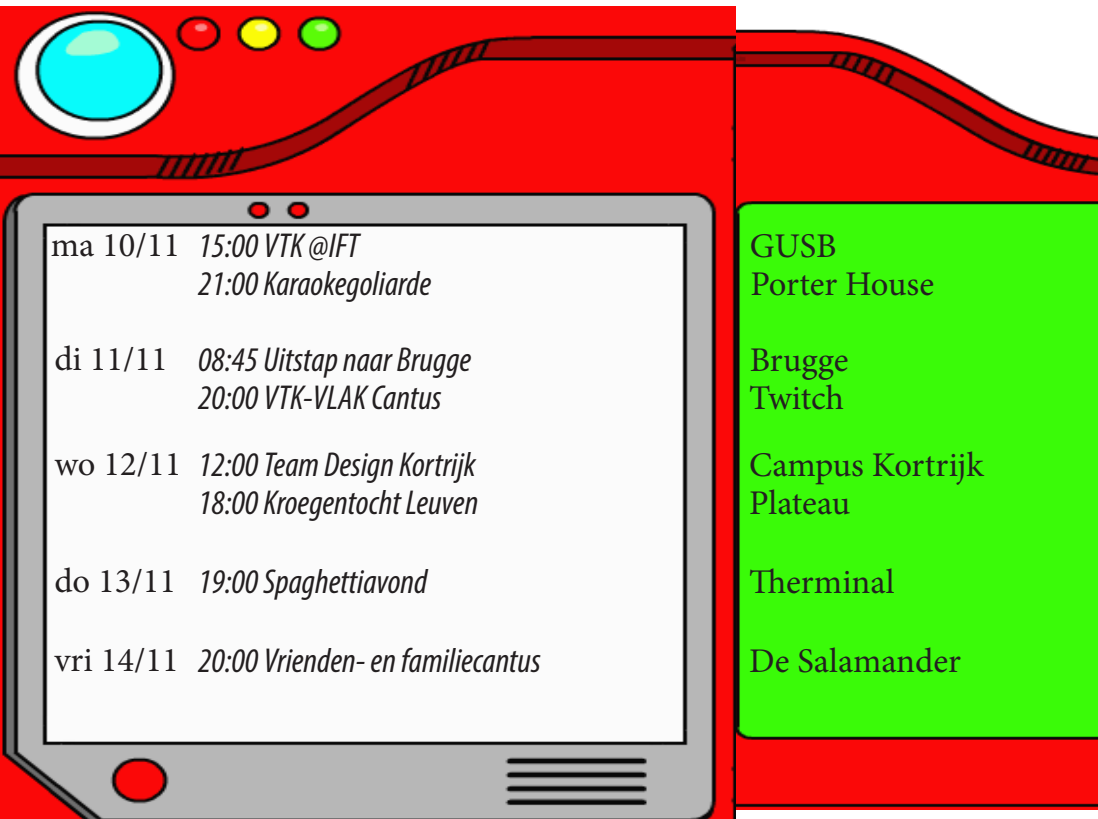 ma 10/11 15:00 VTK @IFT GUSB
21:00 Karaokegoliarde Porter House
di 11/11 08:45 Uitstap naar Brugge Brugge
20:00 VTK-VLAK Cantus Twitch
wo 12/11 12:00 Team Design Kortrijk Campus Kortrijk
18:00 Kroegentocht Leuven Plateau
do 13/11 19:00 Spaghettiavond Therminal
vri 14/11 20:00 Vrienden- en familiecantus De Salamander